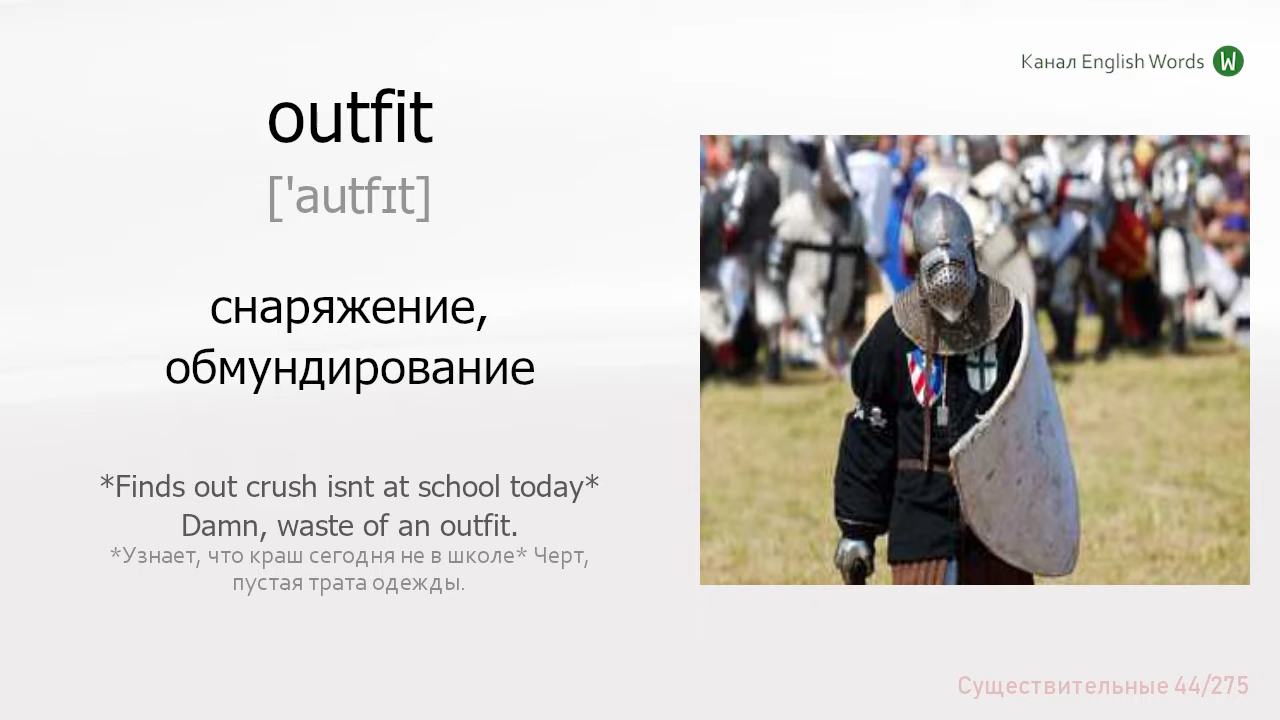 Канал English Words W
outfit
['autfɪt]
снаряжение,
обмундирование
*Finds out crush isnt at school today*
Damn, waste of an outfit.
*Узнает, что краш сегодня не в школе* Черт,
пустая трата одежды.
Существительные 44/275